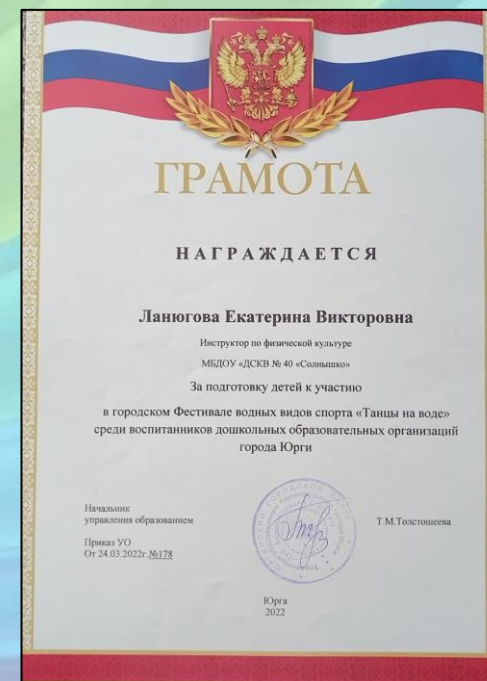 ГРАМОТА
НАГРАЖДАЕТСЯ
Ланюгова Екатерина Викторовна
Инструктор по физической культуре
МБДОУ «ДСКВ № 40 «Солнышко»
За подготовку детей к участию
в городском Фестивале водных видов спорта «Танцы на воде»
среди воспитанников дошкольных образовательных организаций
города Юрги
Начальник
управления образованием
Т.М.Толстошеева
Приказ УО
От 24.03.2022г №178
Юрга
2022